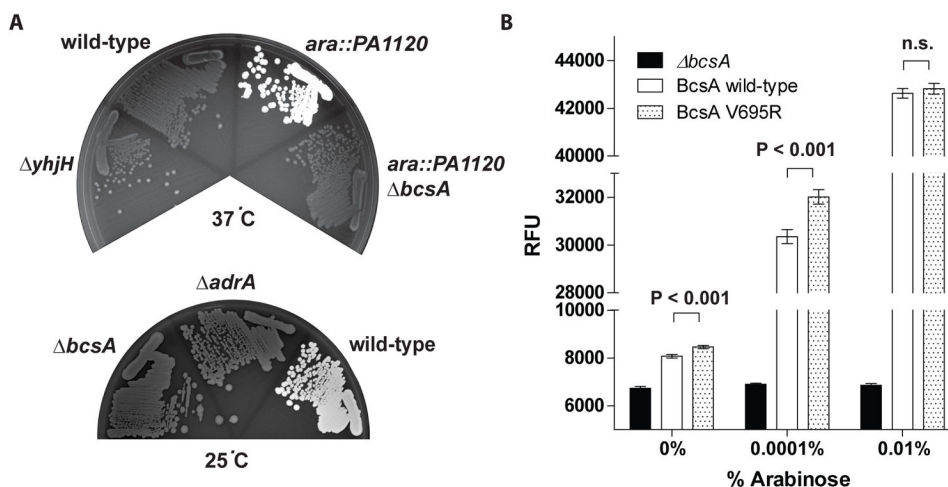 A
wild-type
ara::PA1120
ΔyhjH
ara::PA1120
ΔbcsA
37˚C
ΔadrA
ΔbcsA
wild-type
25˚C
B
ΔbcsA
BcsA wild-type
BcsA V695R
n.s.
P < 0.001
P < 0.001
RFU
44000
42000
40000
32000
30000
28000
10000
8000
6000
0%
0.0001%
0.01%
% Arabinose